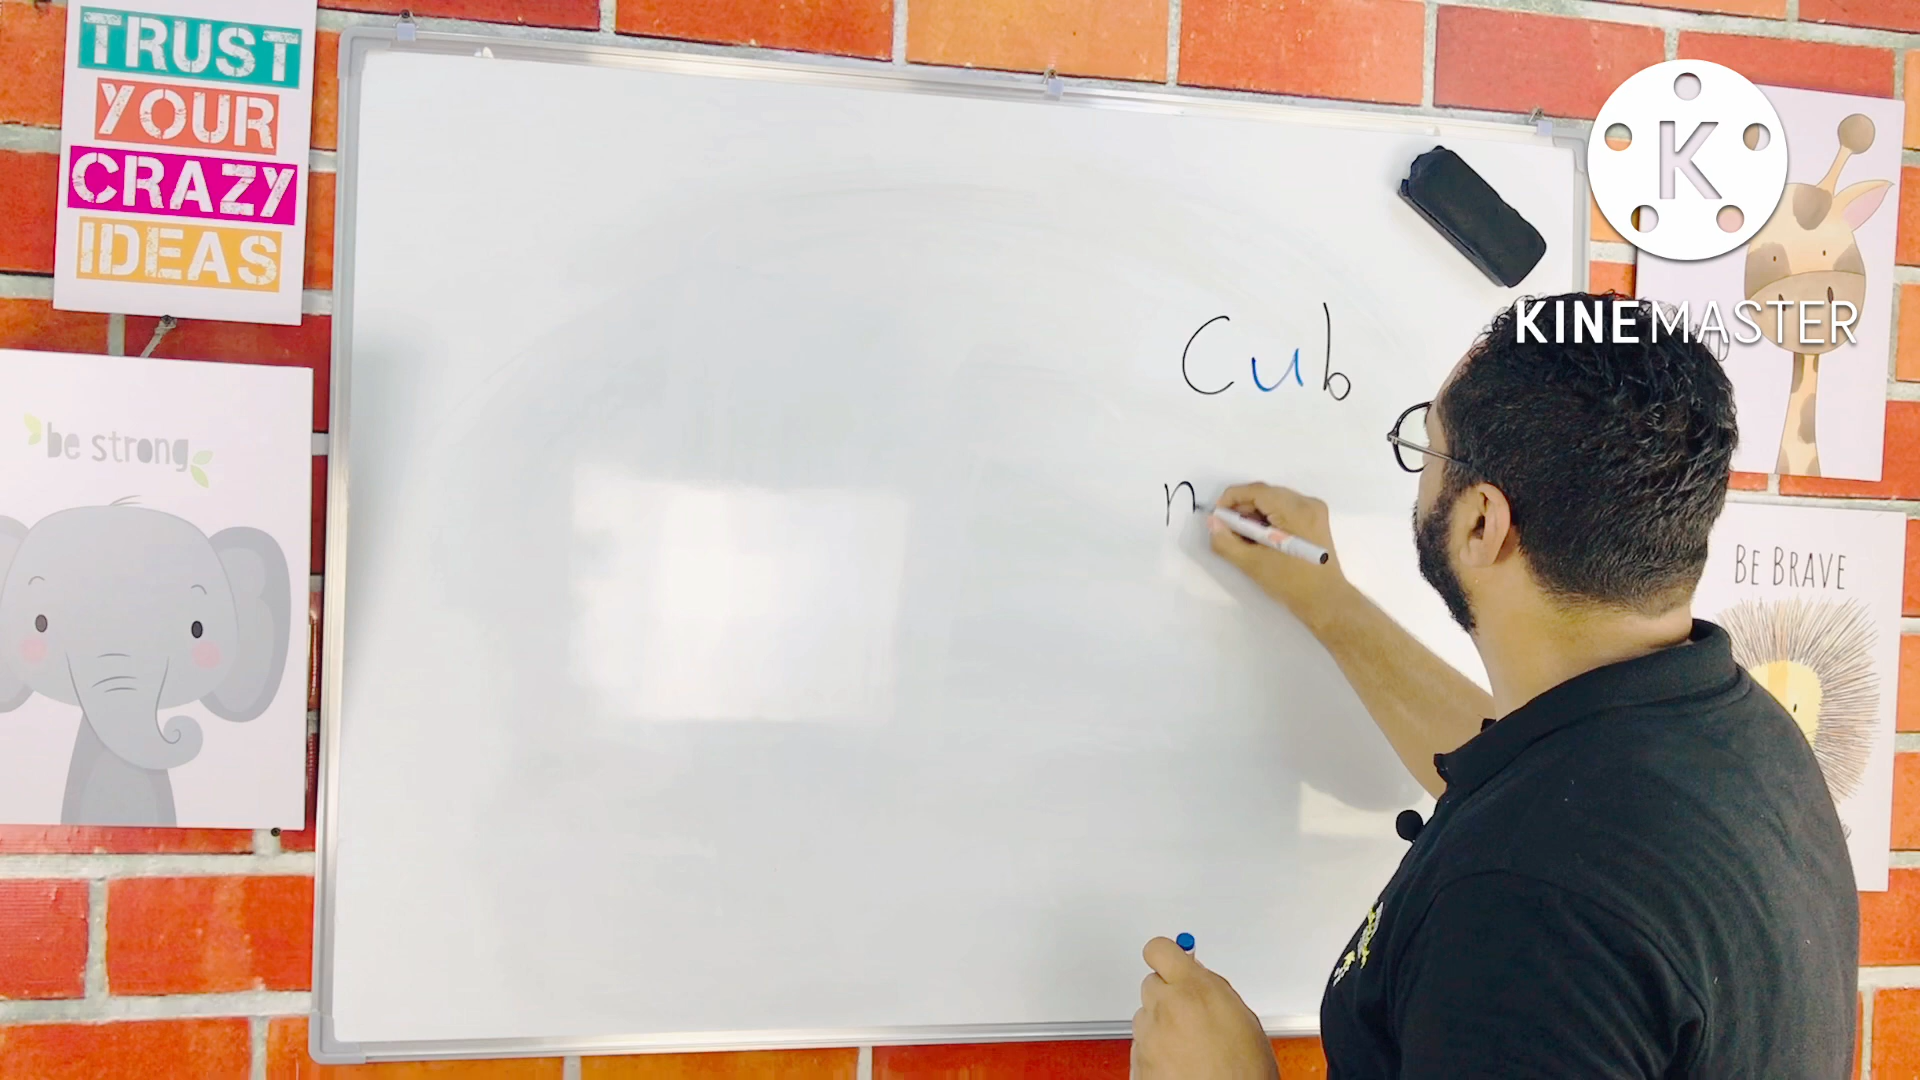 TRUST
YOUR
CRAZY
IDEAS
be strong
Cub
n
K
KINEMASTER
BE BRAVE